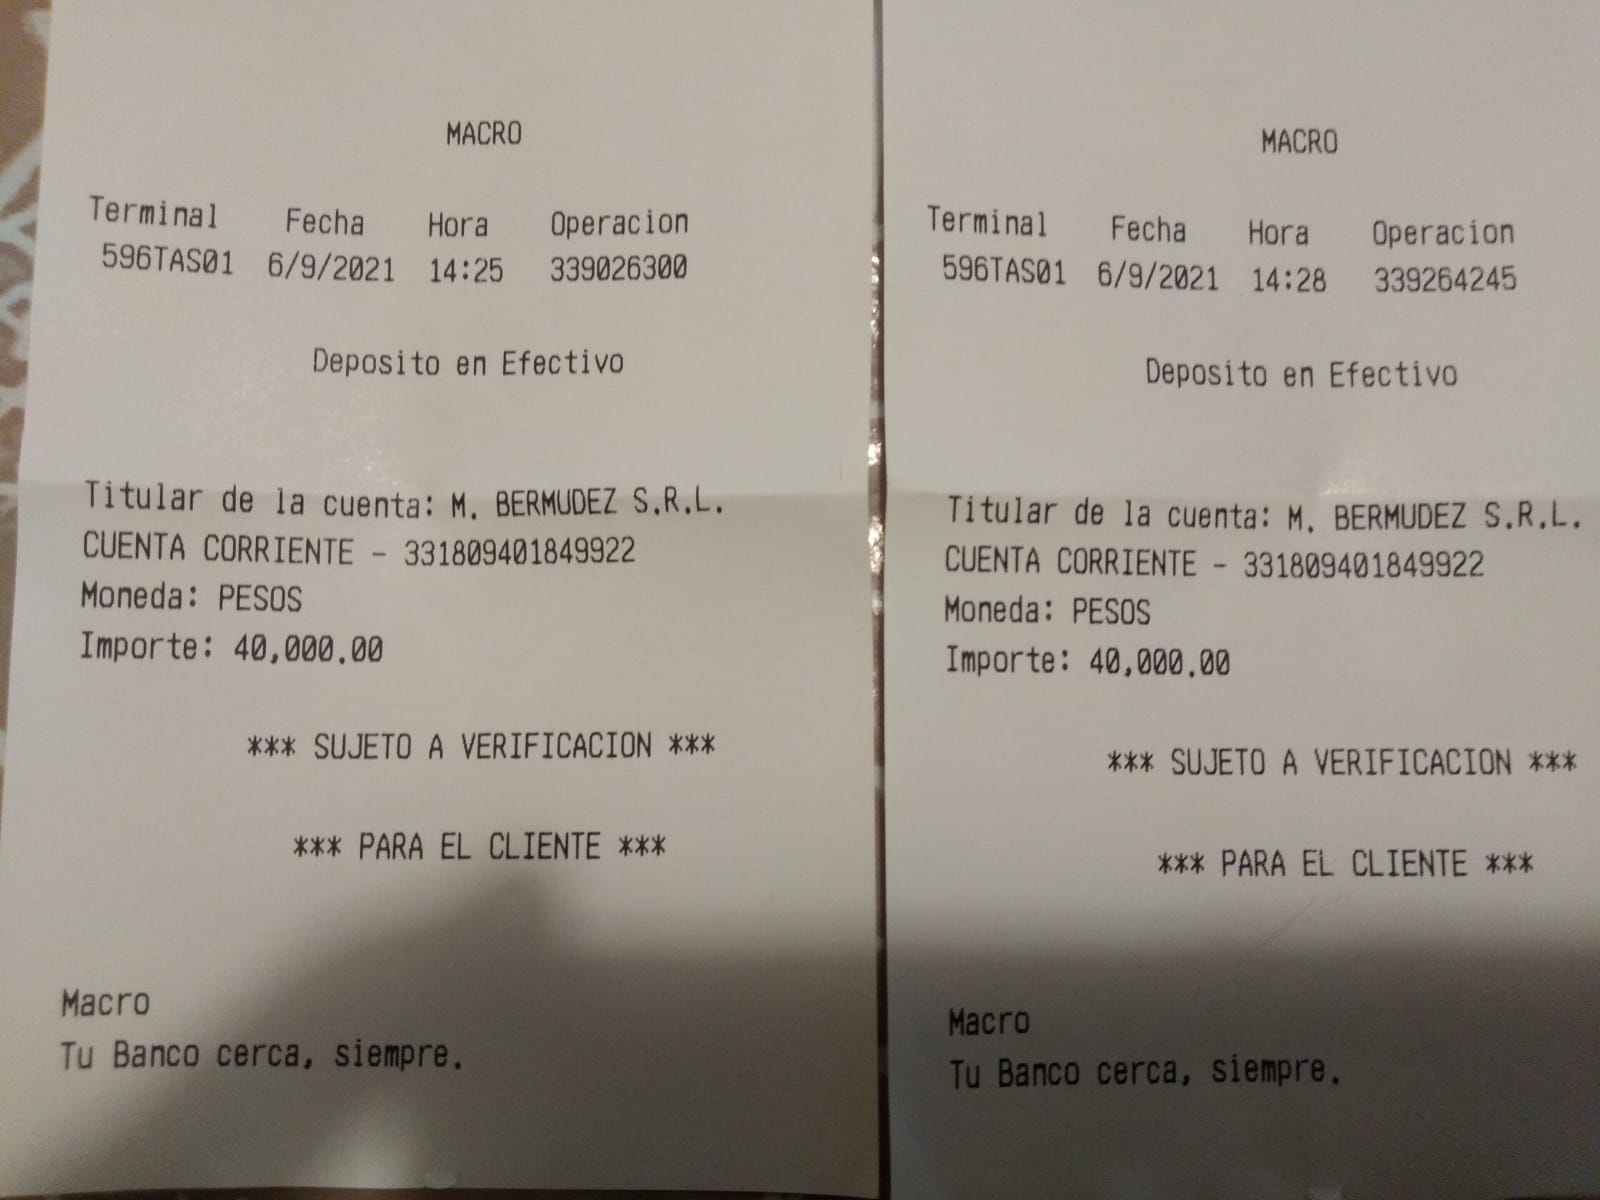 MACRO
Terminal Fecha Hora Operacion
596TAS01 6/9/2021 14:25 339026300
Deposito en Efectivo
Titular de la cuenta: M. BERMUDEZ S.R.L.
CUENTA CORRIENTE - 331809401849922
Moneda: PESOS
Importe: 40,000.00
*** SUJETO A VERIFICACION ***
*** PARA EL CLIENTE ***
Macro
Tu Banco cerca, siempre.
MACRO
Terminal Fecha Hora Operacion
596TAS01 6/9/2021 14:28 339264245
Deposito en Efectivo
Titular de la cuenta: M. BERMUDEZ S.R.L.
CUENTA CORRIENTE - 331809401849922
Moneda: PESOS
Importe: 40,000.00
*** SUJETO A VERIFICACION ***
*** PARA EL CLIENTE ***
Macro
Tu Banco cerca, siempre.